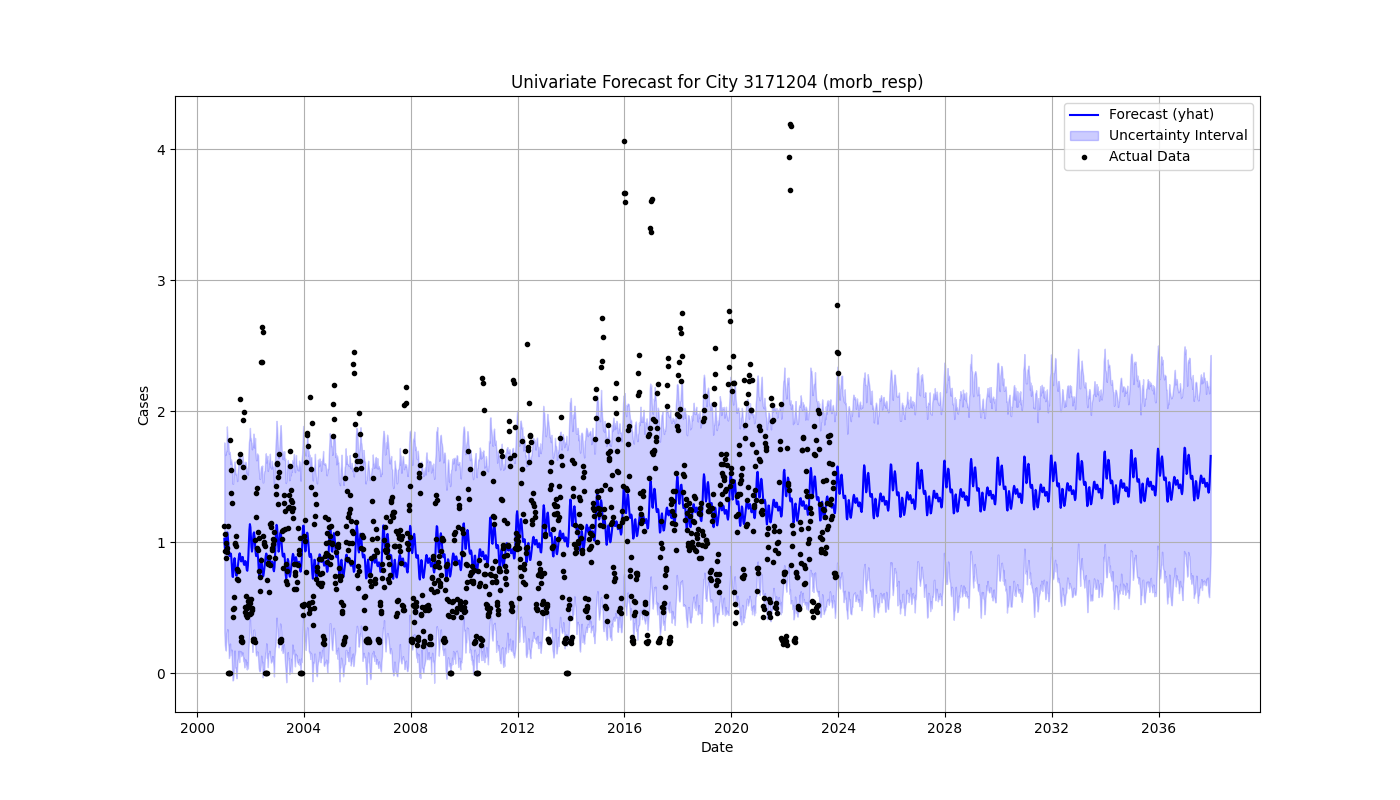 Univariate Forecast for City 3171204 (morb_resp)
Forecast (yhat)
Uncertainty Interval
Actual Data
Cases
4
3
2
1
0
2000 2004 2008 2012 2016 2020 2024 2028 2032 2036
Date